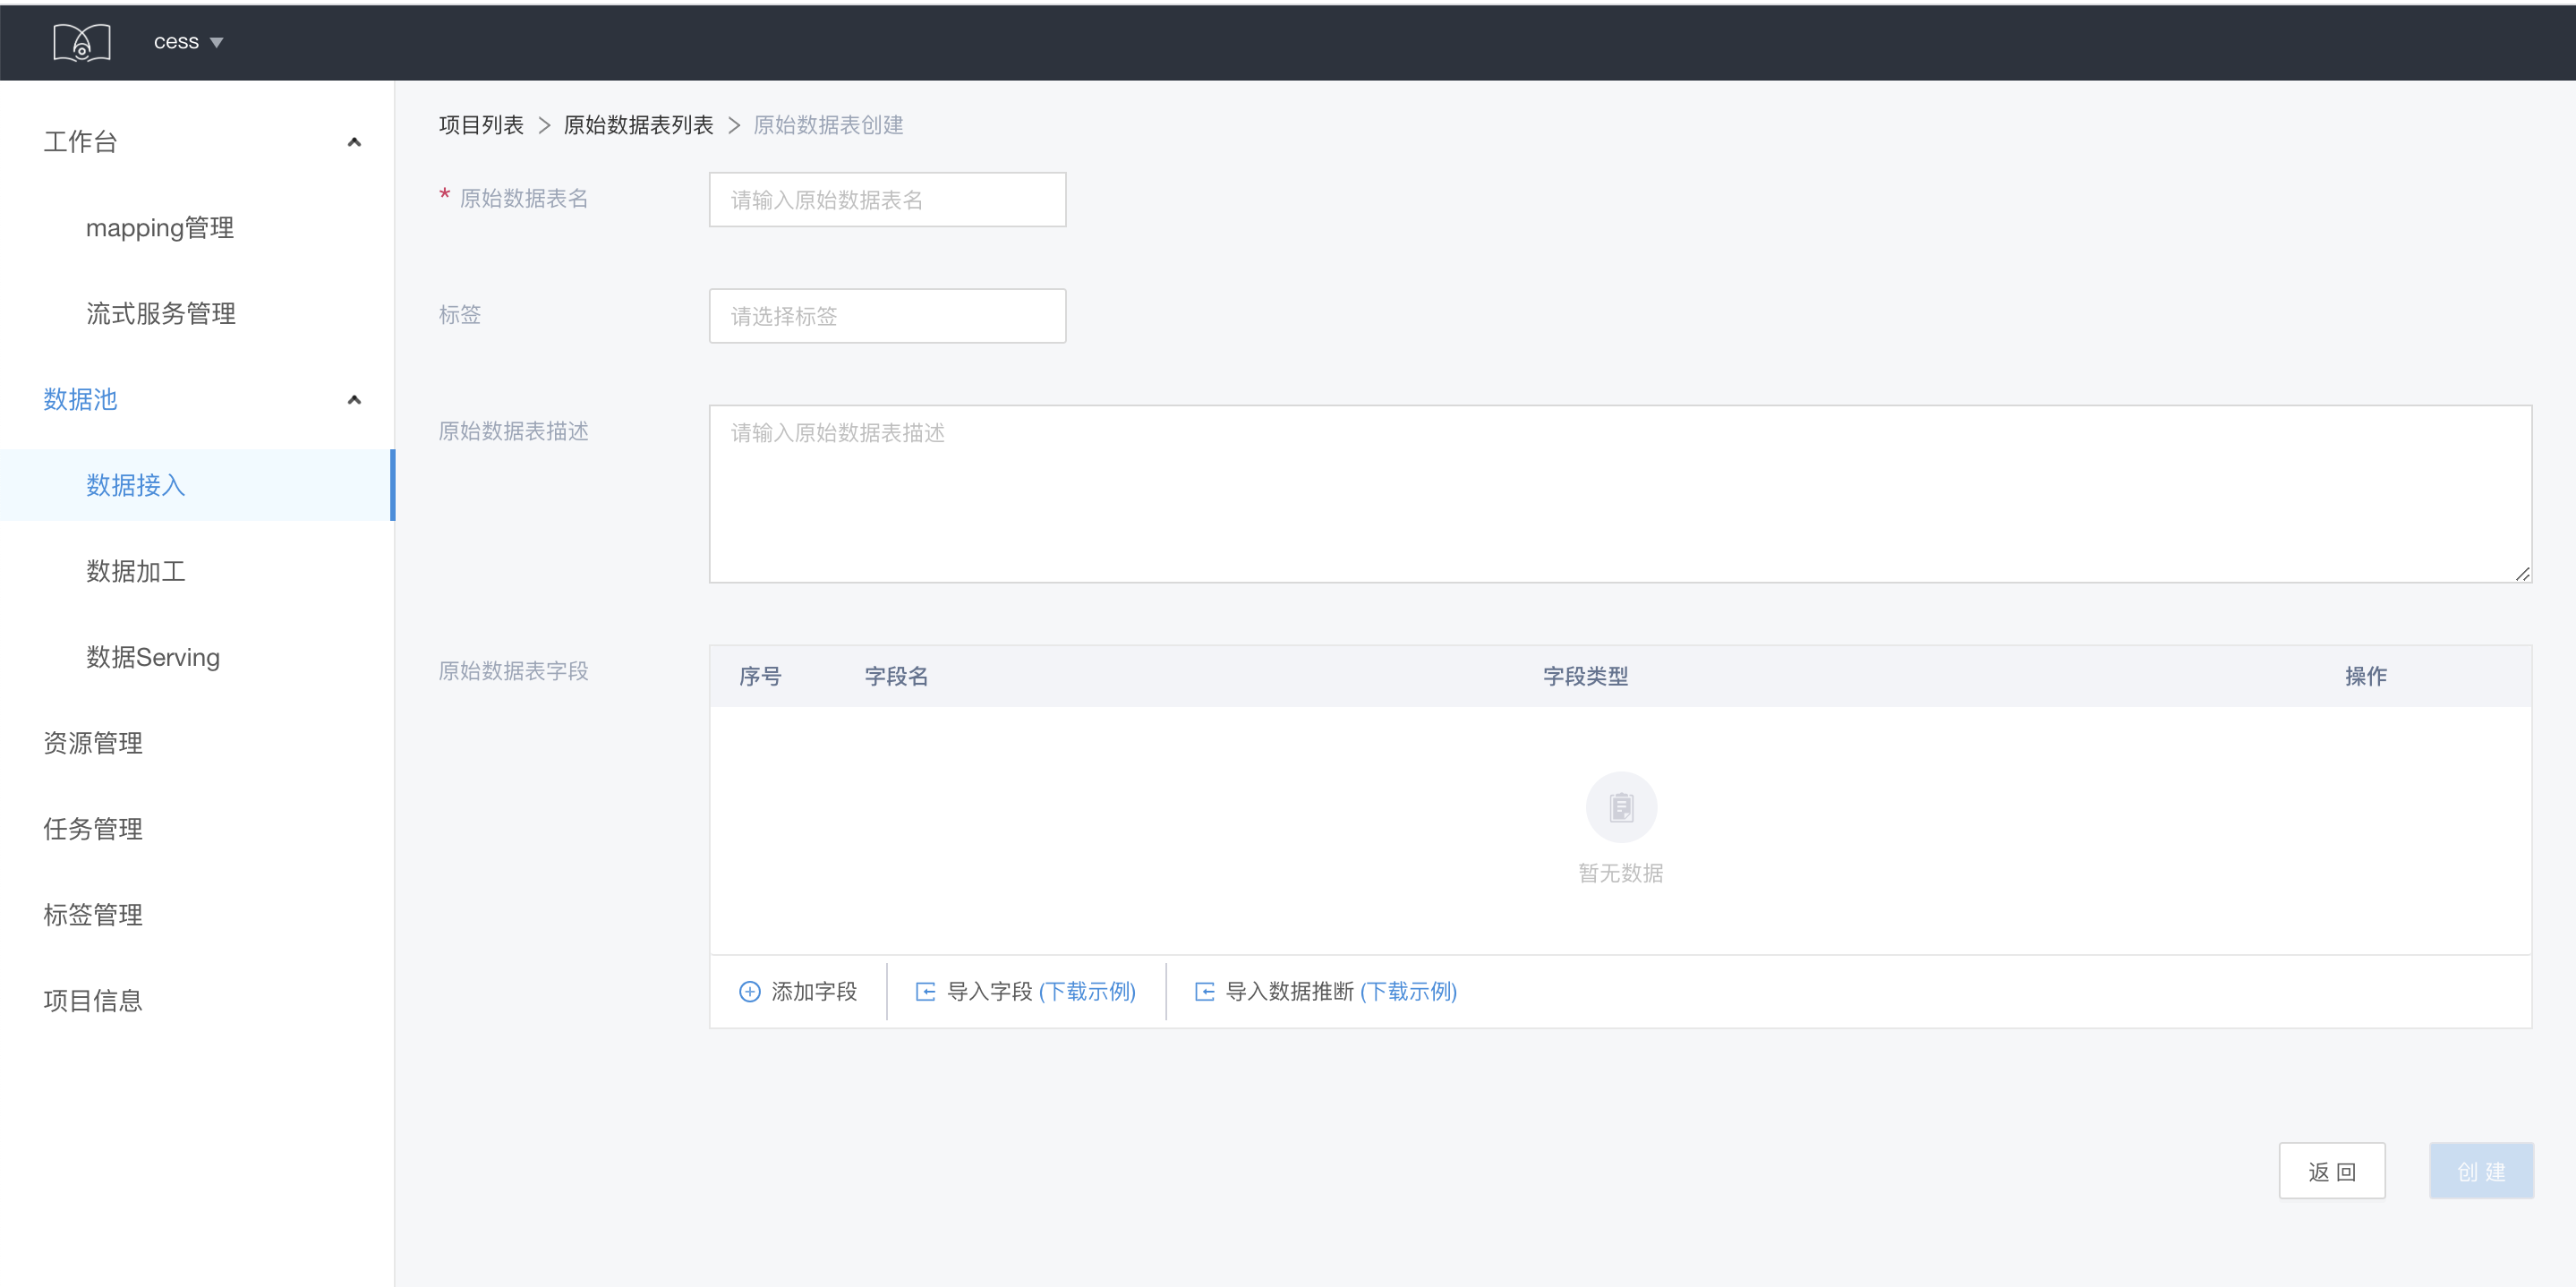 cess
工作台
mapping管理
流式服务管理
数据池
数据接入
数据加工
数据Serving
资源管理
任务管理
标签管理
项目信息
项目列表 > 原始数据表列表 > 原始数据表创建
* 原始数据表名 请输入原始数据表名
标签 请选择标签
原始数据表描述 请输入原始数据表描述
原始数据表字段 序号 字段名 字段类型 操作
暂无数据
添加字段 导入字段 (下载示例) 导入数据推断 (下载示例)
返 回 创 建